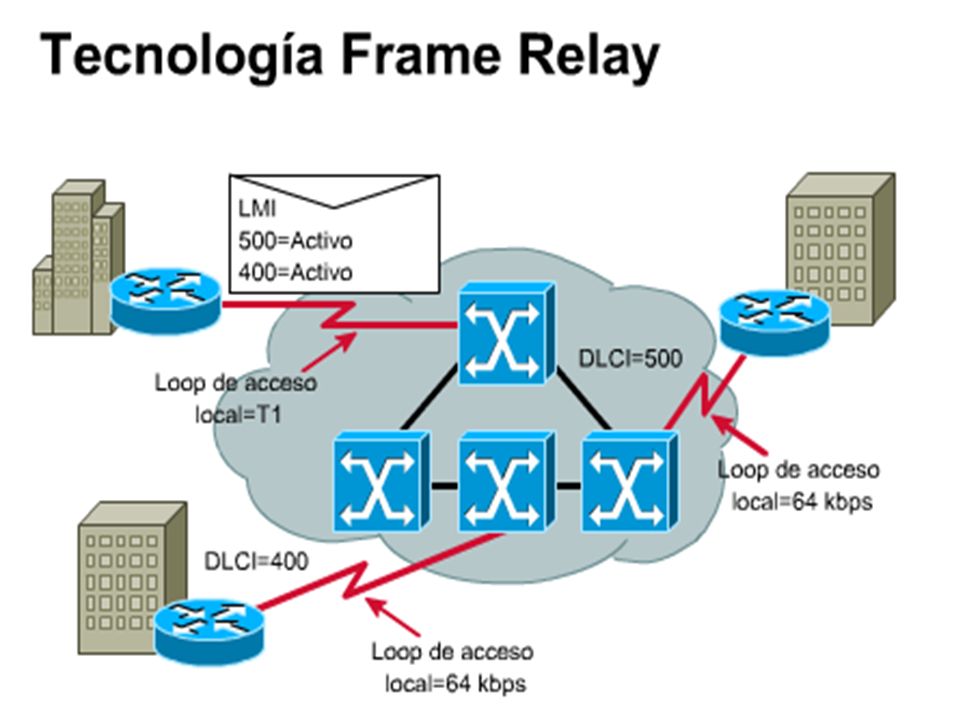 Tecnología Frame Relay
LMI
500=Activo
400=Activo
DLCI=500
Loop de acceso
local=T1
Loop de acceso
local=64 kbps
DLCI=400
Loop de acceso
local=64 kbps